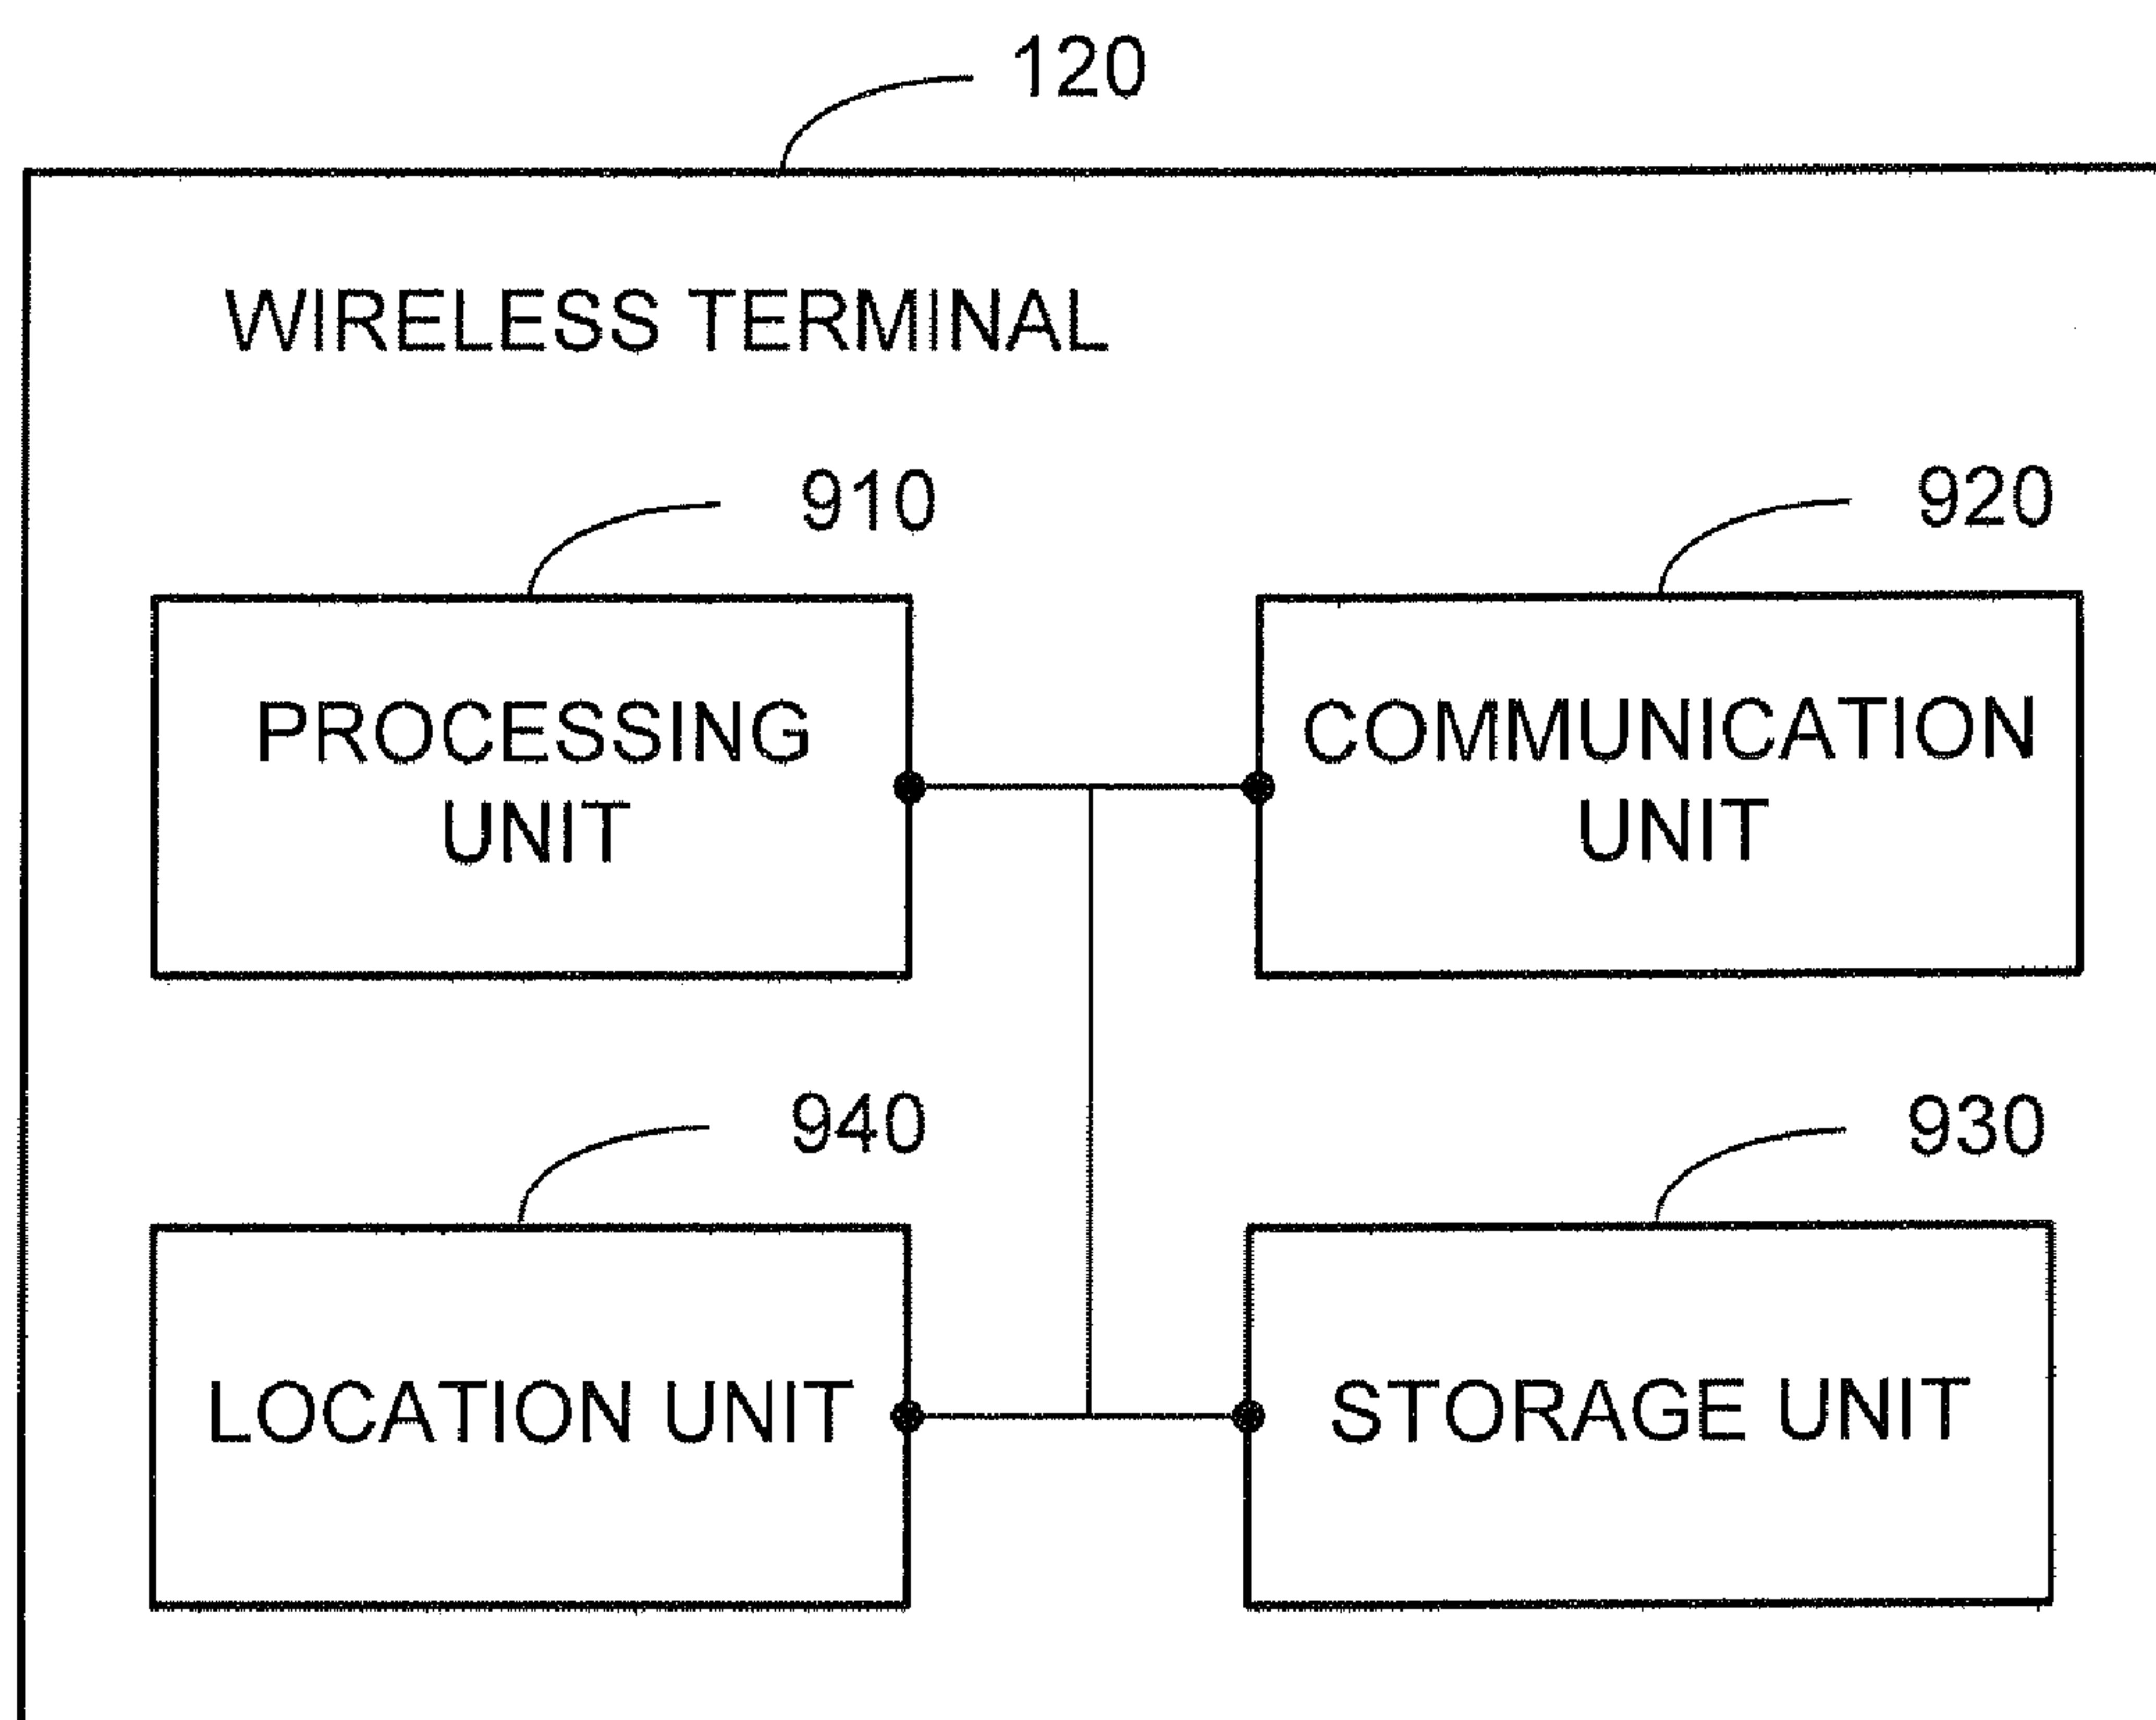 120
WIRELESS TERMINAL
910
920
PROCESSING
UNIT
COMMUNICATION
UNIT
940
930
LOCATION UNIT
STORAGE UNIT